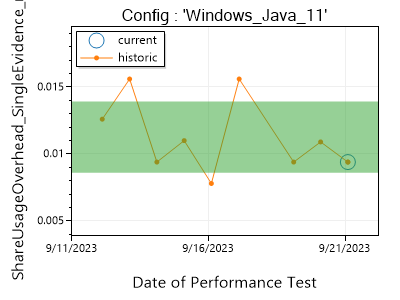 Config : 'Windows_Java_11'
current
historic
0.015
0.01
0.005
ShareUsageOverhead_SingleEvidence_
9/11/2023
9/16/2023
9/21/2023
Date of Performance Test